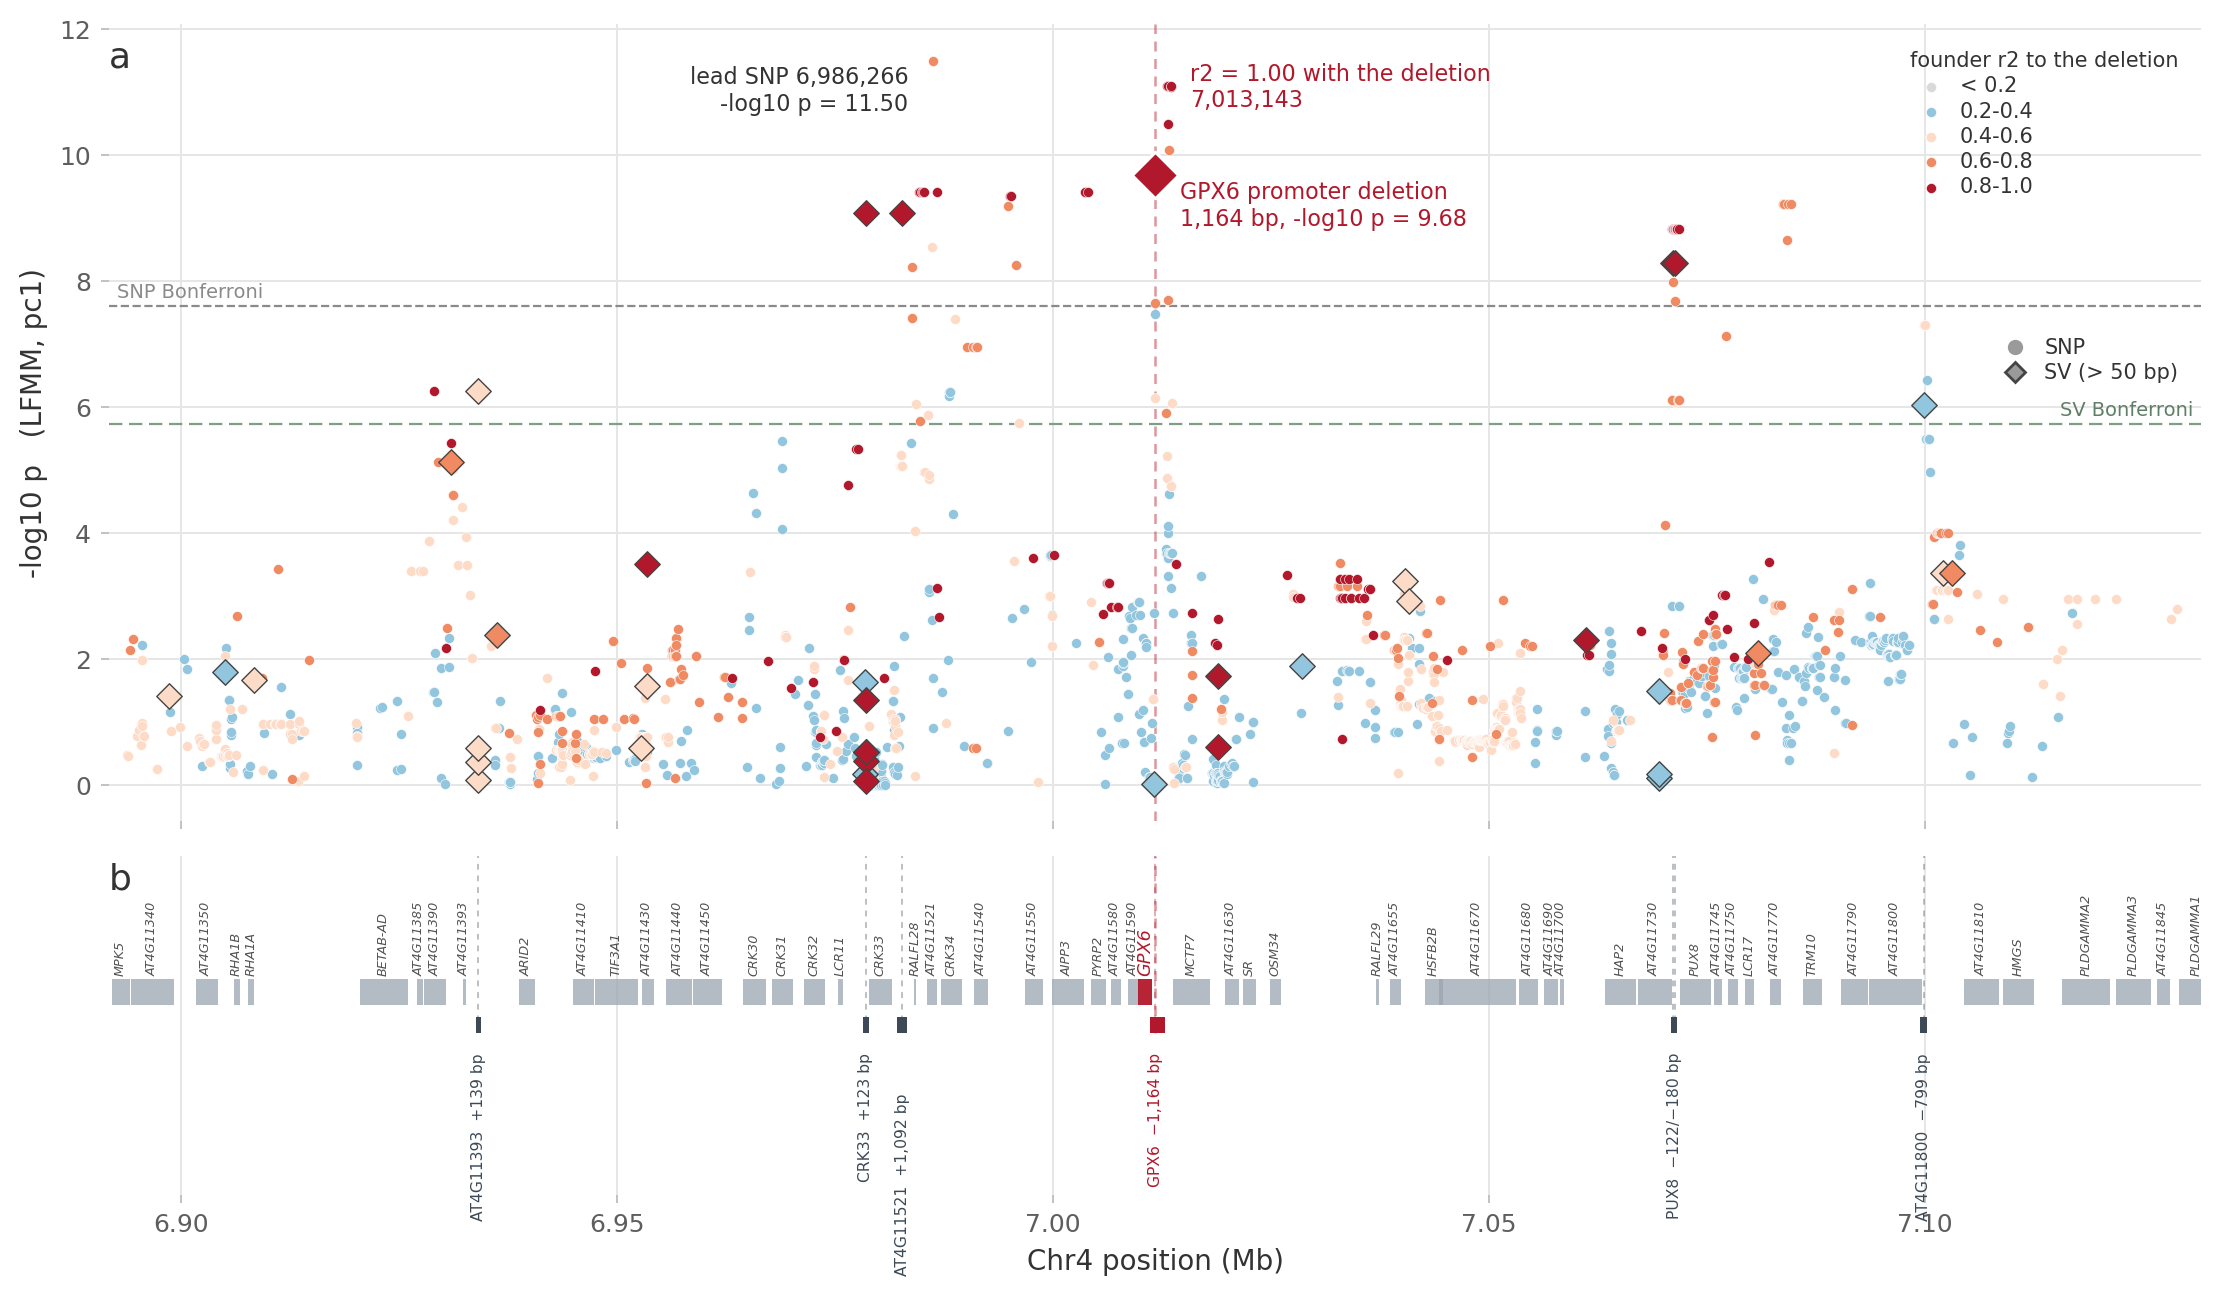 a
12
10
8
6
4
2
0
-log10 p (LFMM, pc1)
lead SNP 6,986,266
-log10 p = 11.50
r2 = 1.00 with the deletion
7,013,143
GPX6 promoter deletion
1,164 bp, -log10 p = 9.68
founder r2 to the deletion
< 0.2
0.2-0.4
0.4-0.6
0.6-0.8
0.8-1.0
SNP Bonferroni
SNP
SV (> 50 bp)
SV Bonferroni
b
MPK5
AT4G11340
AT4G11350
RHA1B
RHA1A
BETAB-AD
AT4G11385
AT4G11390
AT4G11393
ARID2
AT4G11410
TIF3A1
AT4G11430
AT4G11440
AT4G11450
CRK30
CRK31
CRK32
LCR11
CRK33
RALFL28
AT4G11521
CRK34
AT4G11540
AT4G11550
AIPP3
PYRP2
AT4G11580
AT4G11590
GPX6
MCTP7
AT4G11630
SR
OSM34
RALFL29
AT4G11655
HSFB2B
AT4G11670
AT4G11680
AT4G11690
AT4G11700
HAP2
AT4G11730
PUX8
AT4G11745
AT4G11750
LCR17
AT4G11770
TRM10
AT4G11790
AT4G11800
AT4G11810
HMGS
PLDGAMMA2
PLDGAMMA3
AT4G11845
PLDGAMMA1
AT4G11393 +139 bp
CRK33 +123 bp
AT4G11521 +1,092 bp
GPX6 −1,164 bp
PUX8 −122/−180 bp
AT4G11800 −799 bp
6.90
6.95
7.00
7.05
7.10
Chr4 position (Mb)